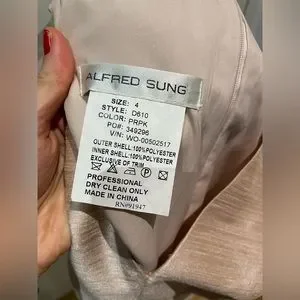 ALFRED SUNG
SIZE: 4
STYLE: D610
COLOR: PRPK
PO#: 349296
V/N: WO-00502517
OUTER SHELL:100%POLYESTER
INNER SHELL:100%POLYESTER
EXCLUSIVE OF TRIM
PROFESSIONAL
DRY CLEAN ONLY
MADE IN CHINA
RN#91947